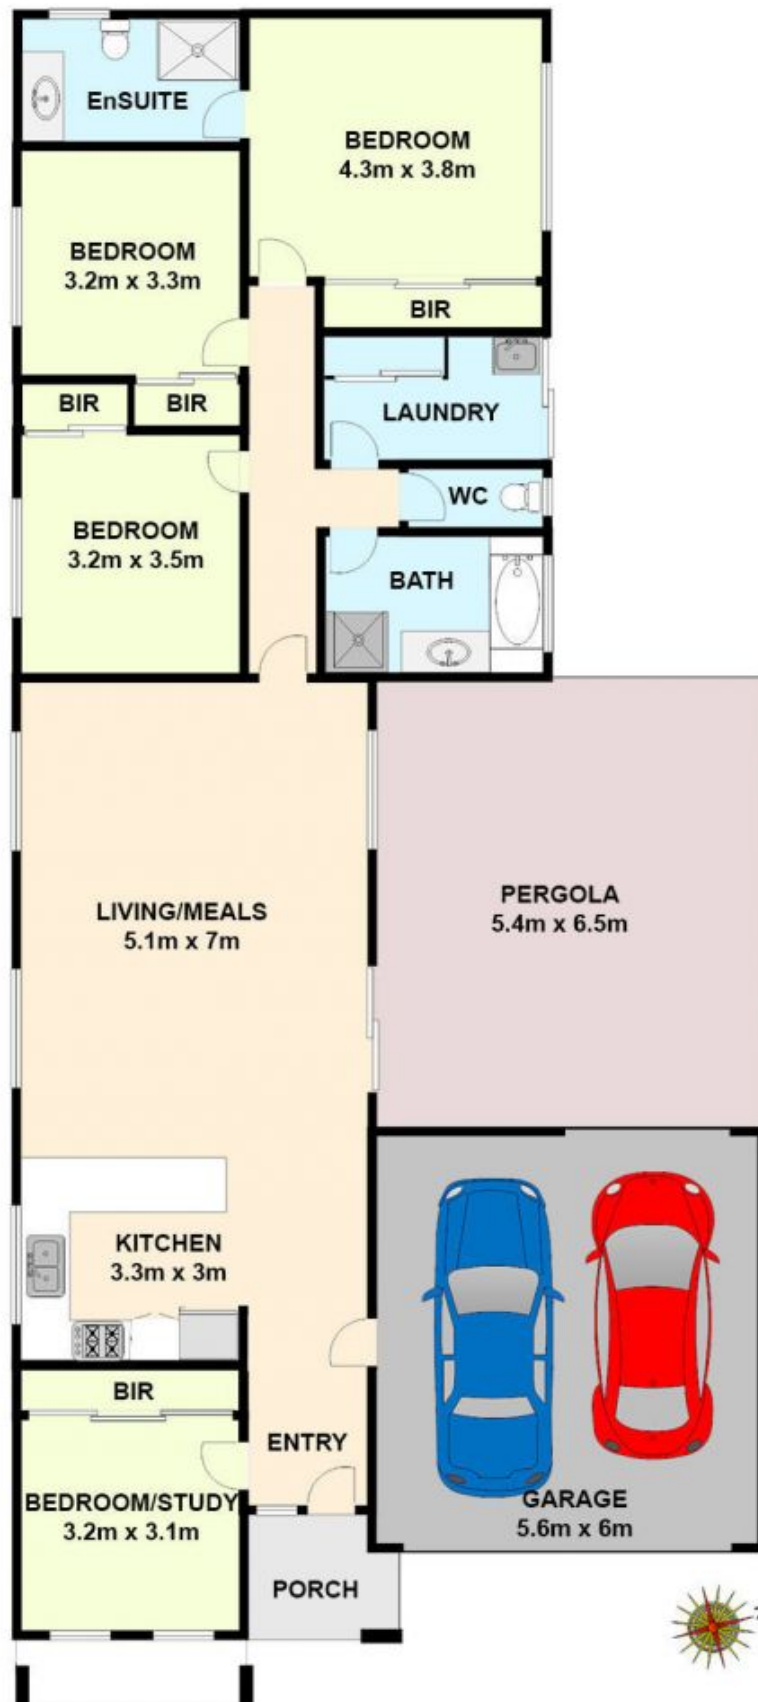 EnSUITE
BEDROOM
4.3m x 3.8m
BEDROOM
3.2m x 3.3m
BIR
BIR
BIR
LAUNDRY
WC
BEDROOM
3.2m x 3.5m
BATH
LIVING/MEALS
5.1m x 7m
PERGOLA
5.4m x 6.5m
KITCHEN
3.3m x 3m
BIR
ENTRY
BEDROOM/STUDY
3.2m x 3.1m
GARAGE
5.6m x 6m
PORCH